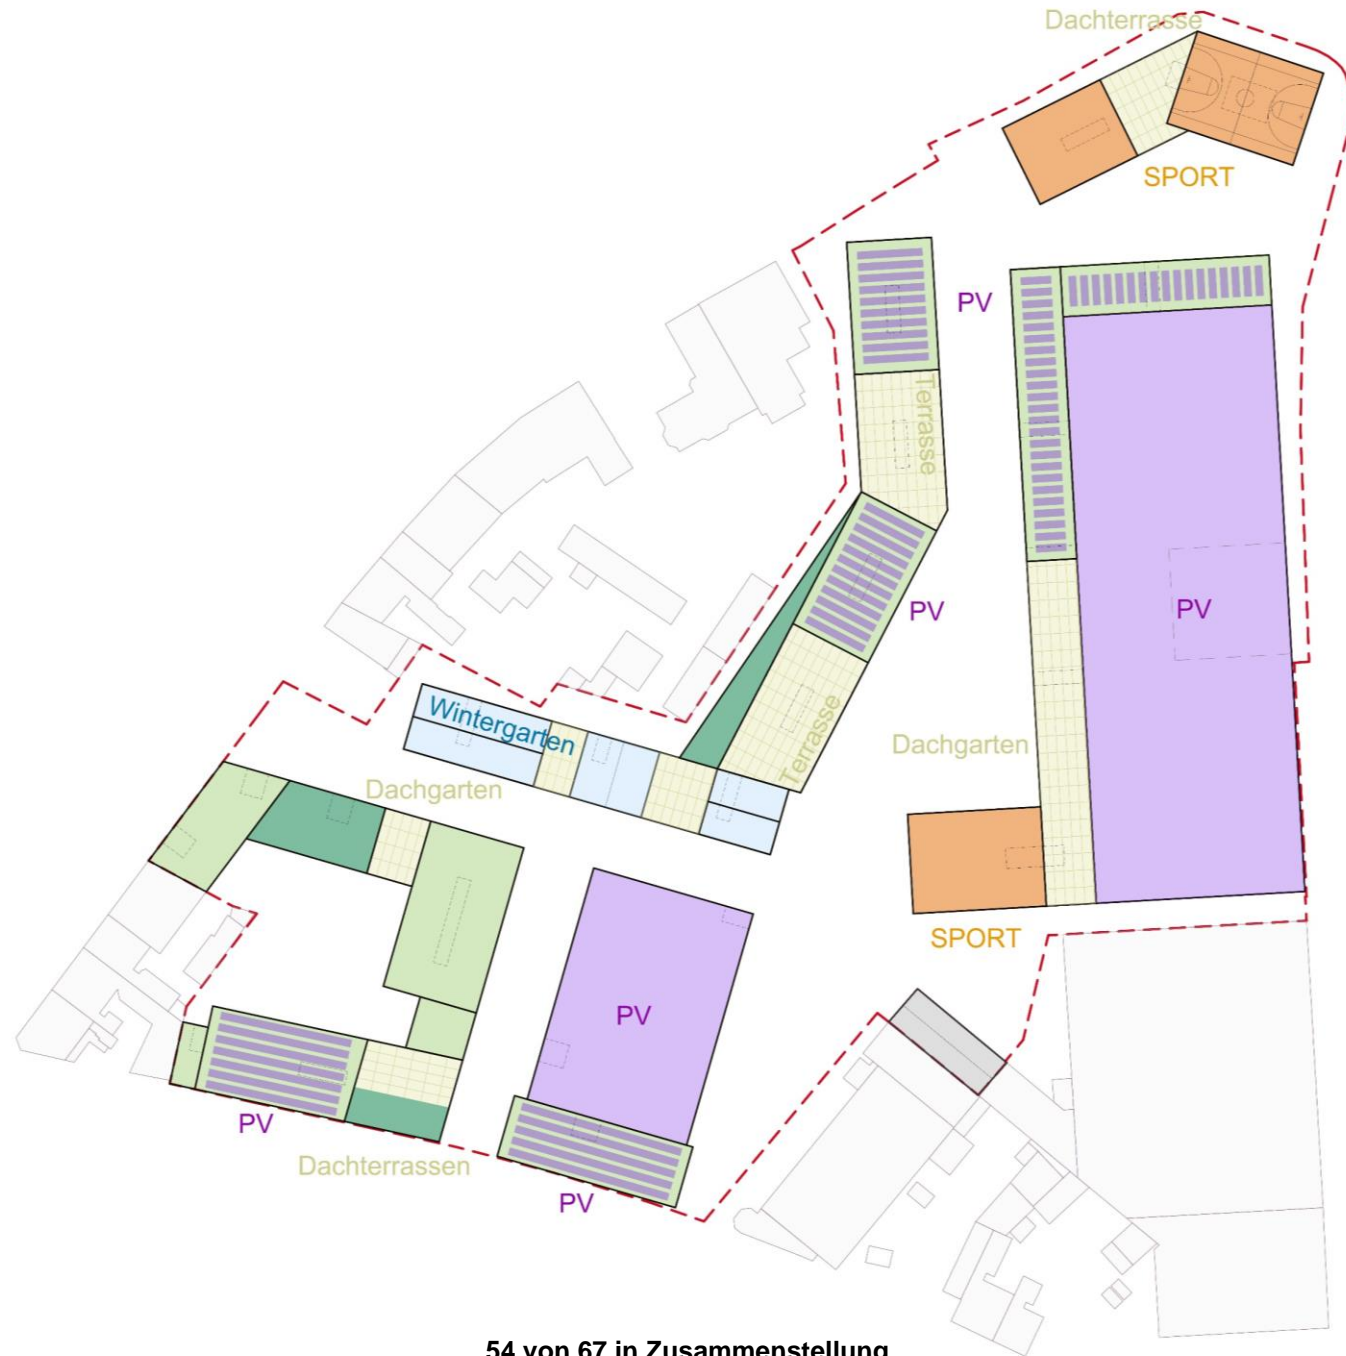 Dachterrasse
SPORT
PV
Terrasse
PV
PV
Wintergarten
Terrasse
Dachgarten
Dachgarten
SPORT
PV
PV
Dachterrassen
PV
54 von 67 in Zusammenstellung